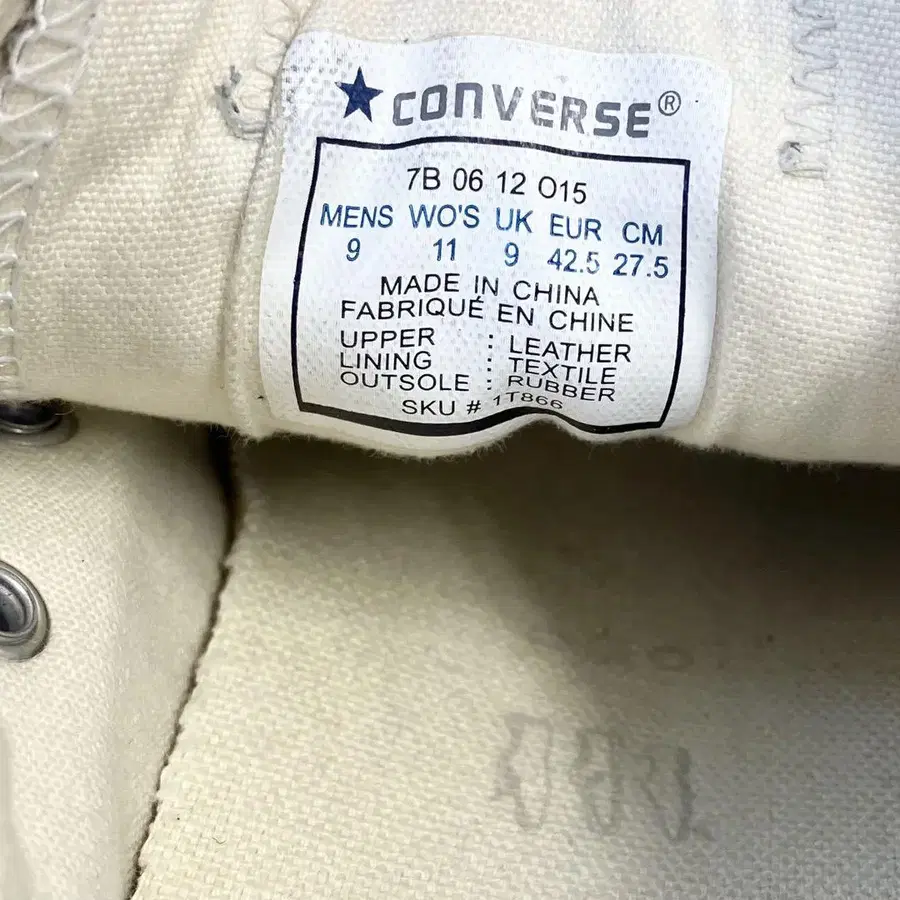 CONVERSE®
7B 06 12 O15
MENS WO'S UK EUR CM
9 11 9 42.5 27.5
MADE IN CHINA
FABRIQUÉ EN CHINE
UPPER : LEATHER
LINING : TEXTILE
OUTSOLE : RUBBER
SKU # 1T866